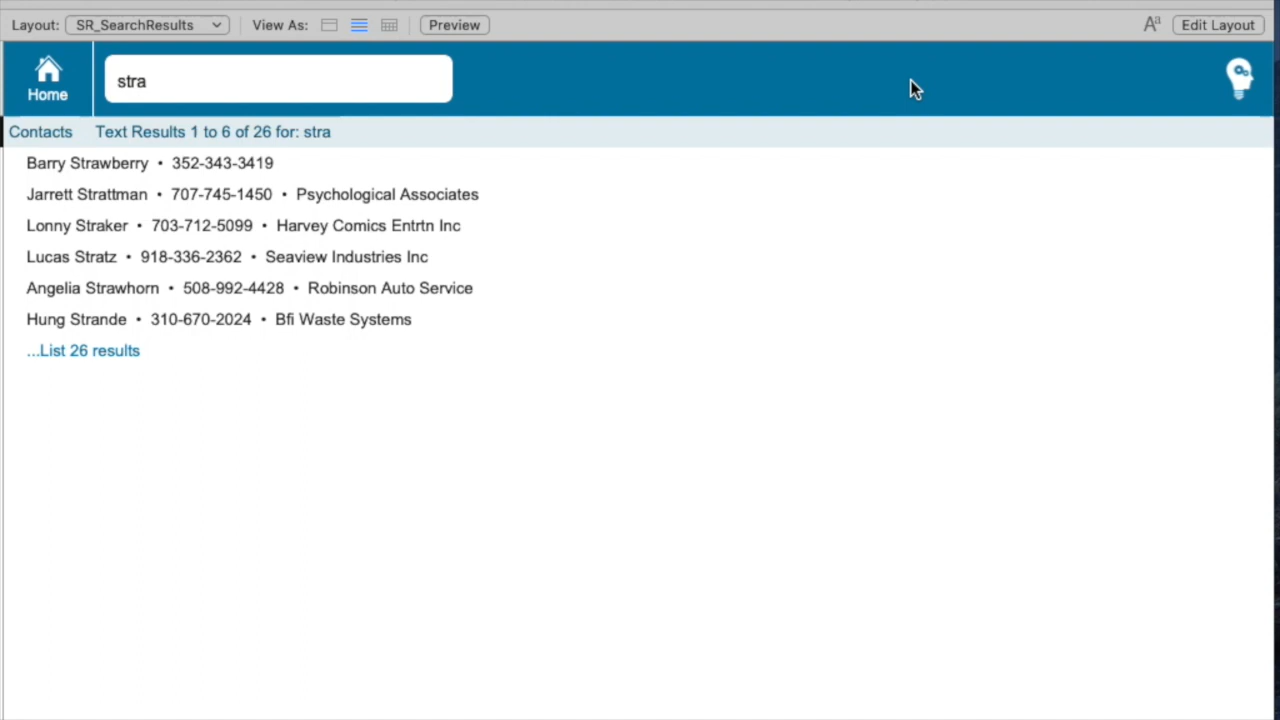 Layout: SR_SearchResults View As: Preview Aa Edit Layout
Home
stra
Contacts Text Results 1 to 6 of 26 for: stra
Barry Strawberry • 352-343-3419
Jarrett Strattman • 707-745-1450 • Psychological Associates
Lonny Straker • 703-712-5099 • Harvey Comics Entrtn Inc
Lucas Stratz • 918-336-2362 • Seaview Industries Inc
Angelia Strawhorn • 508-992-4428 • Robinson Auto Service
Hung Strande • 310-670-2024 • Bfi Waste Systems
...List 26 results